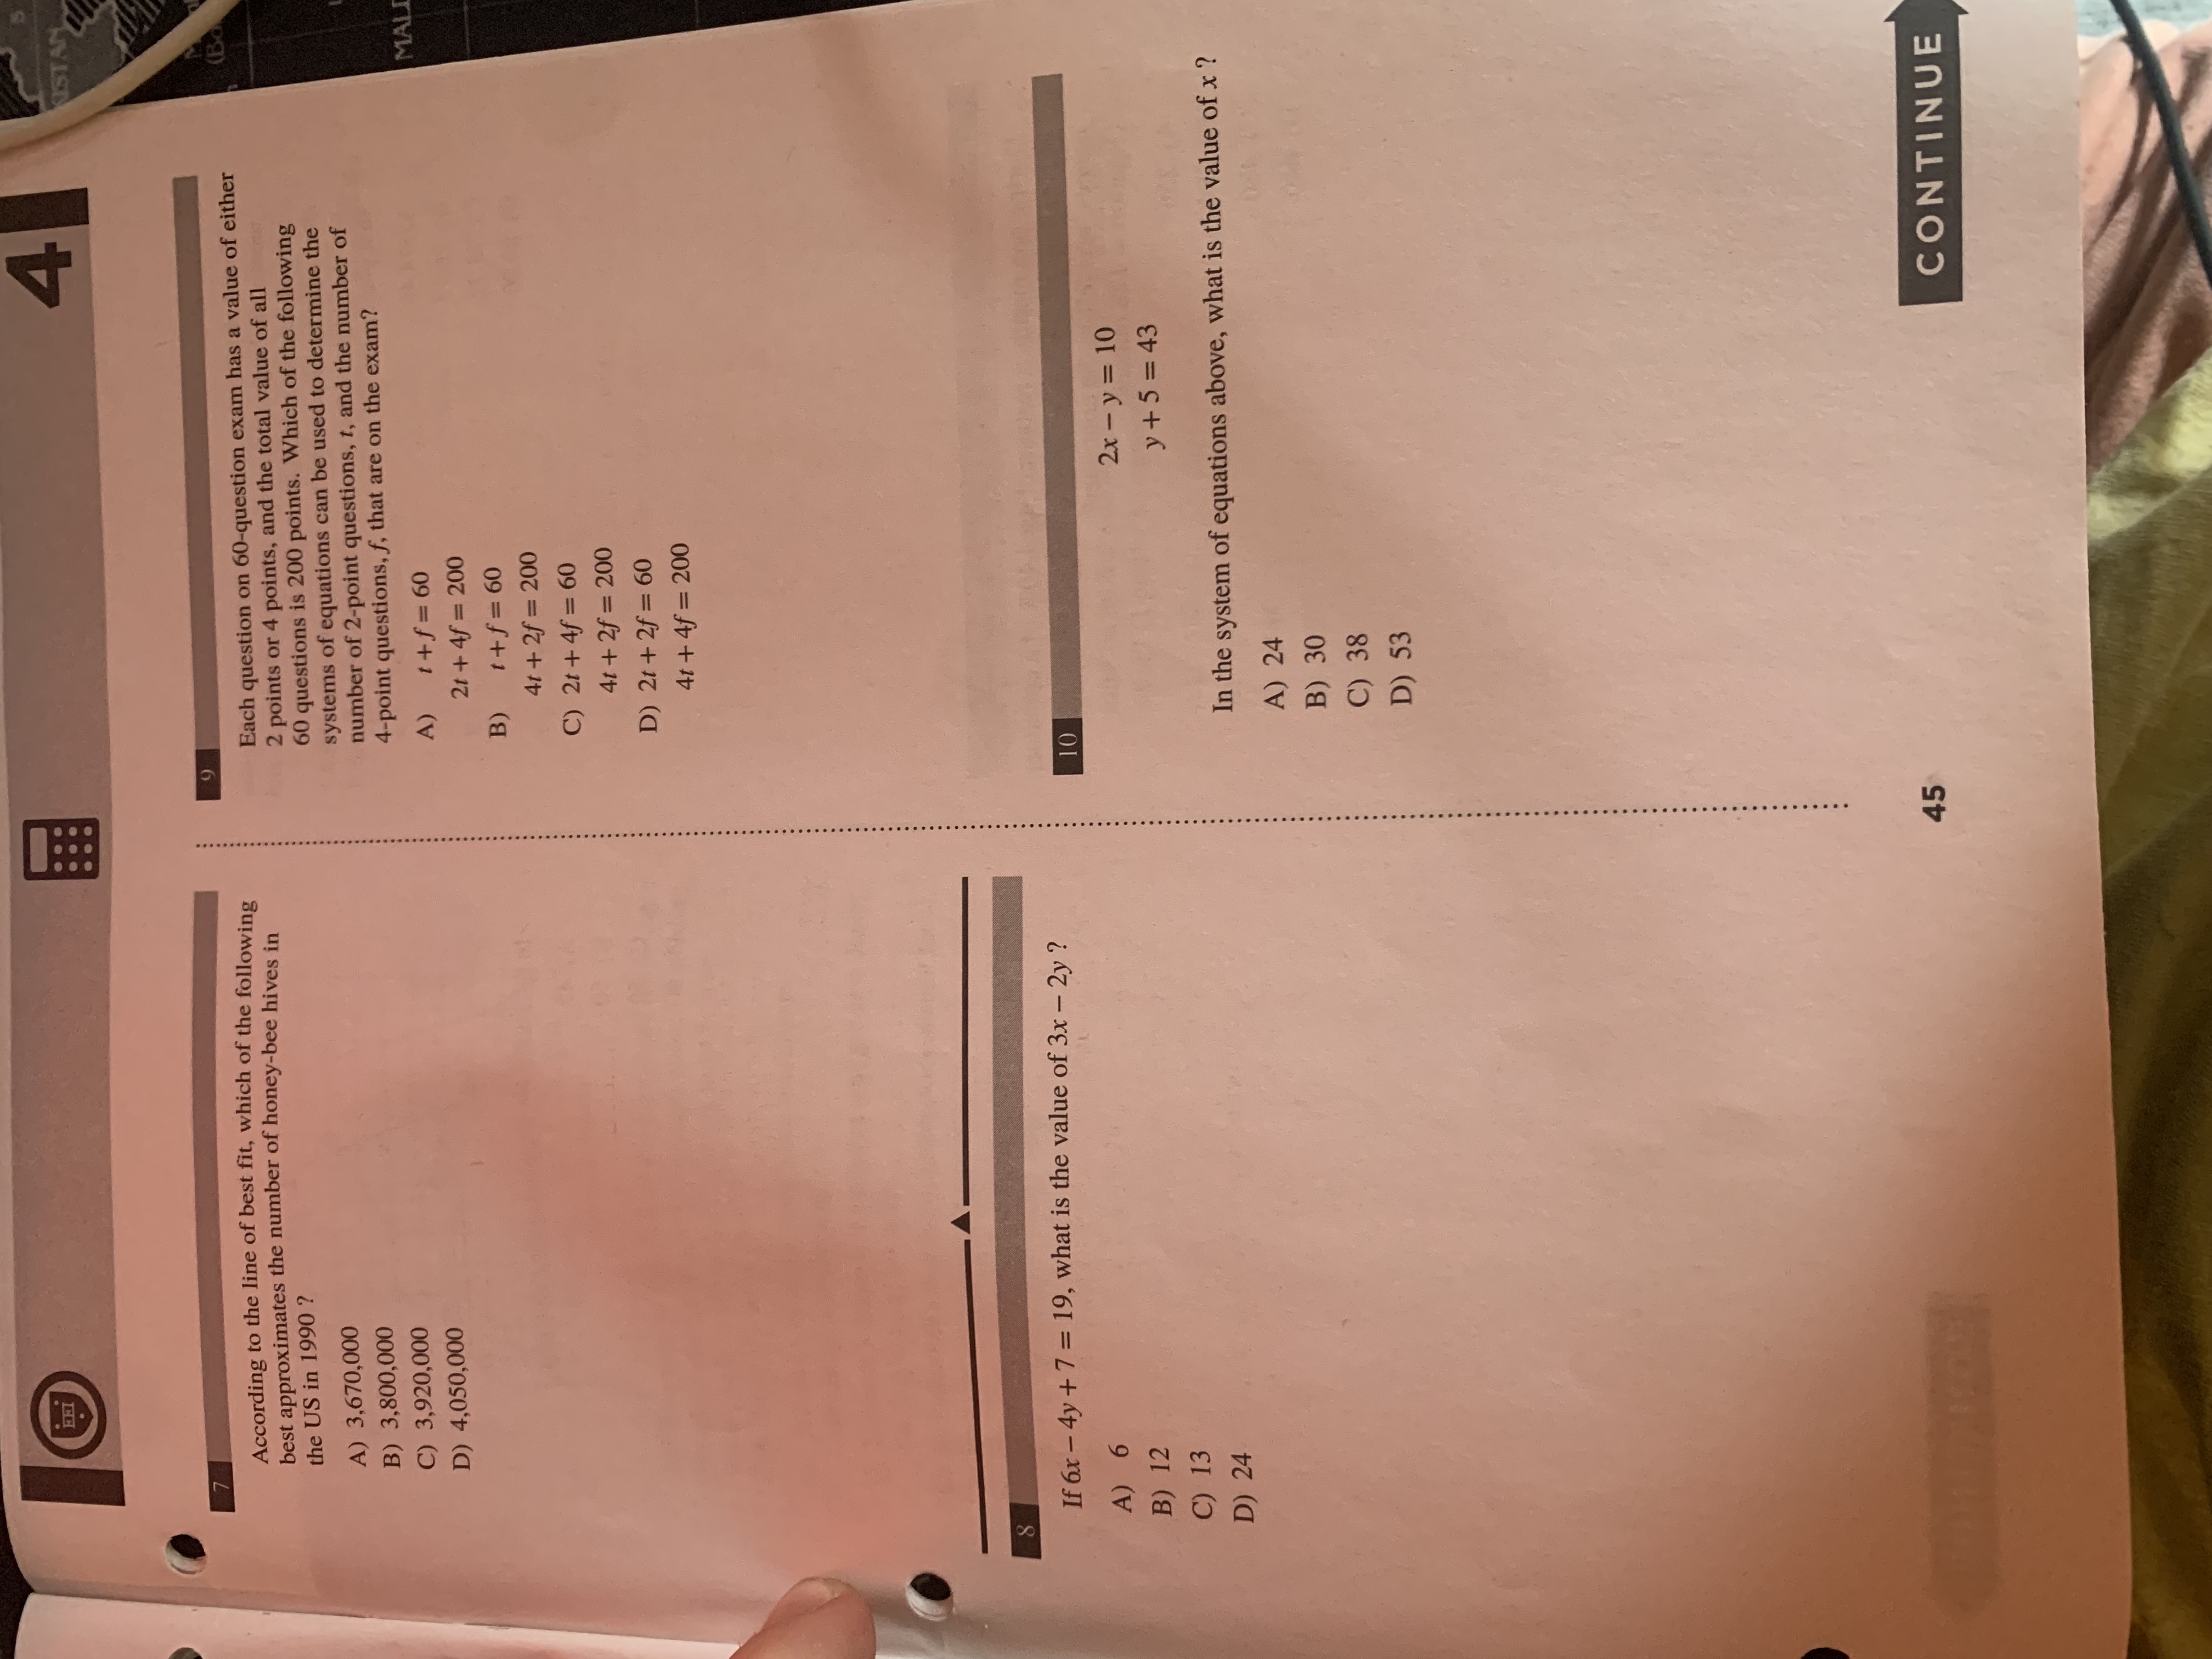 EEI
4
7
According to the line of best fit, which of the following
best approximates the number of honey-bee hives in
the US in 1990 ?
A) 3,670,000
B) 3,800,000
C) 3,920,000
D) 4,050,000
8
If 6x – 4y + 7 = 19, what is the value of 3x – 2y ?
A) 6
B) 12
C) 13
D) 24
9
Each question on 60-question exam has a value of either
2 points or 4 points, and the total value of all
60 questions is 200 points. Which of the following
systems of equations can be used to determine the
number of 2-point questions, t, and the number of
4-point questions, f, that are on the exam?
A) t + f = 60
2t + 4f = 200
B) t + f = 60
4t + 2f = 200
C) 2t + 4f = 60
4t + 2f = 200
D) 2t + 2f = 60
4t + 4f = 200
10
2x – y = 10
y + 5 = 43
In the system of equations above, what is the value of x ?
A) 24
B) 30
C) 38
D) 53
45
CONTINUE
KISTAN
(Bo
MALD